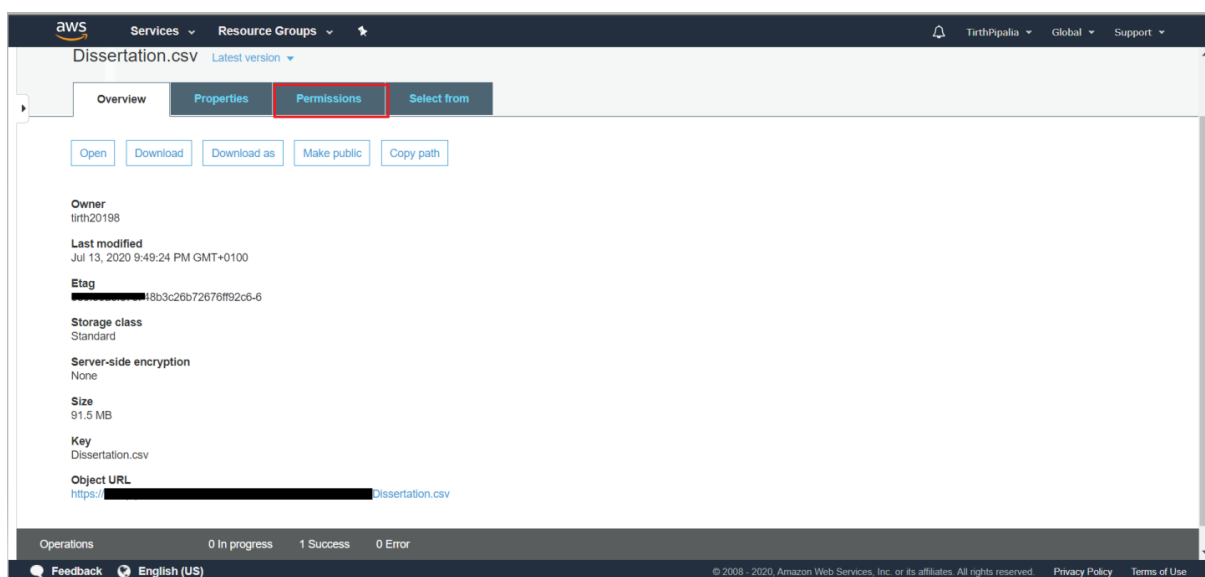 aws Services Resource Groups TirthPipalia Global Support
Dissertation.csv Latest version
Overview Properties Permissions Select from
Open Download Download as Make public Copy path
Owner
tirth20198
Last modified
Jul 13, 2020 9:49:24 PM GMT+0100
Etag
48b3c26b72676ff92c6-6
Storage class
Standard
Server-side encryption
None
Size
91.5 MB
Key
Dissertation.csv
Object URL
https:// Dissertation.csv
Operations 0 In progress 1 Success 0 Error
Feedback English (US) © 2008 - 2020, Amazon Web Services, Inc. or its affiliates. All rights reserved. Privacy Policy Terms of Use